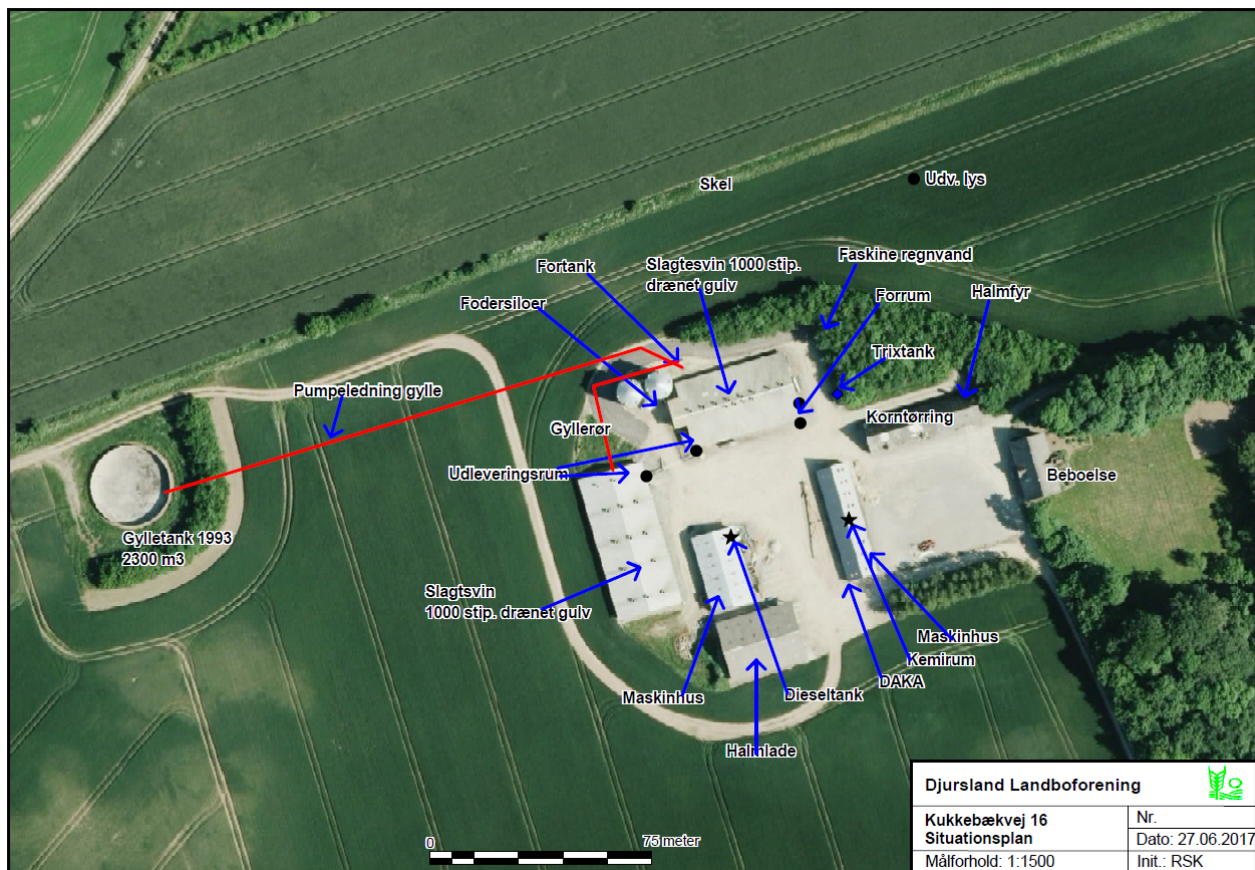 Skel
Udv. lys
Fortank
Slagtesvin 1000 stip.
drænet gulv
Faskine regnvand
Fodersiloer
Forrum
Halmfyr
Trixtank
Pumpeledning gylle
Korntørring
Gyllerør
Udleveringsrum
Beboelse
Gylletank 1993
2300 m3
Slagtsvin
1000 stip. drænet gulv
Maskinhus
Kemirum
DAKA
Maskinhus
Dieseltank
Halmlade
0
75 meter
Djursland Landboforening
Kukkebækvej 16
Situationsplan
Nr.
Dato: 27.06.2017
Målforhold: 1:1500
Init.: RSK